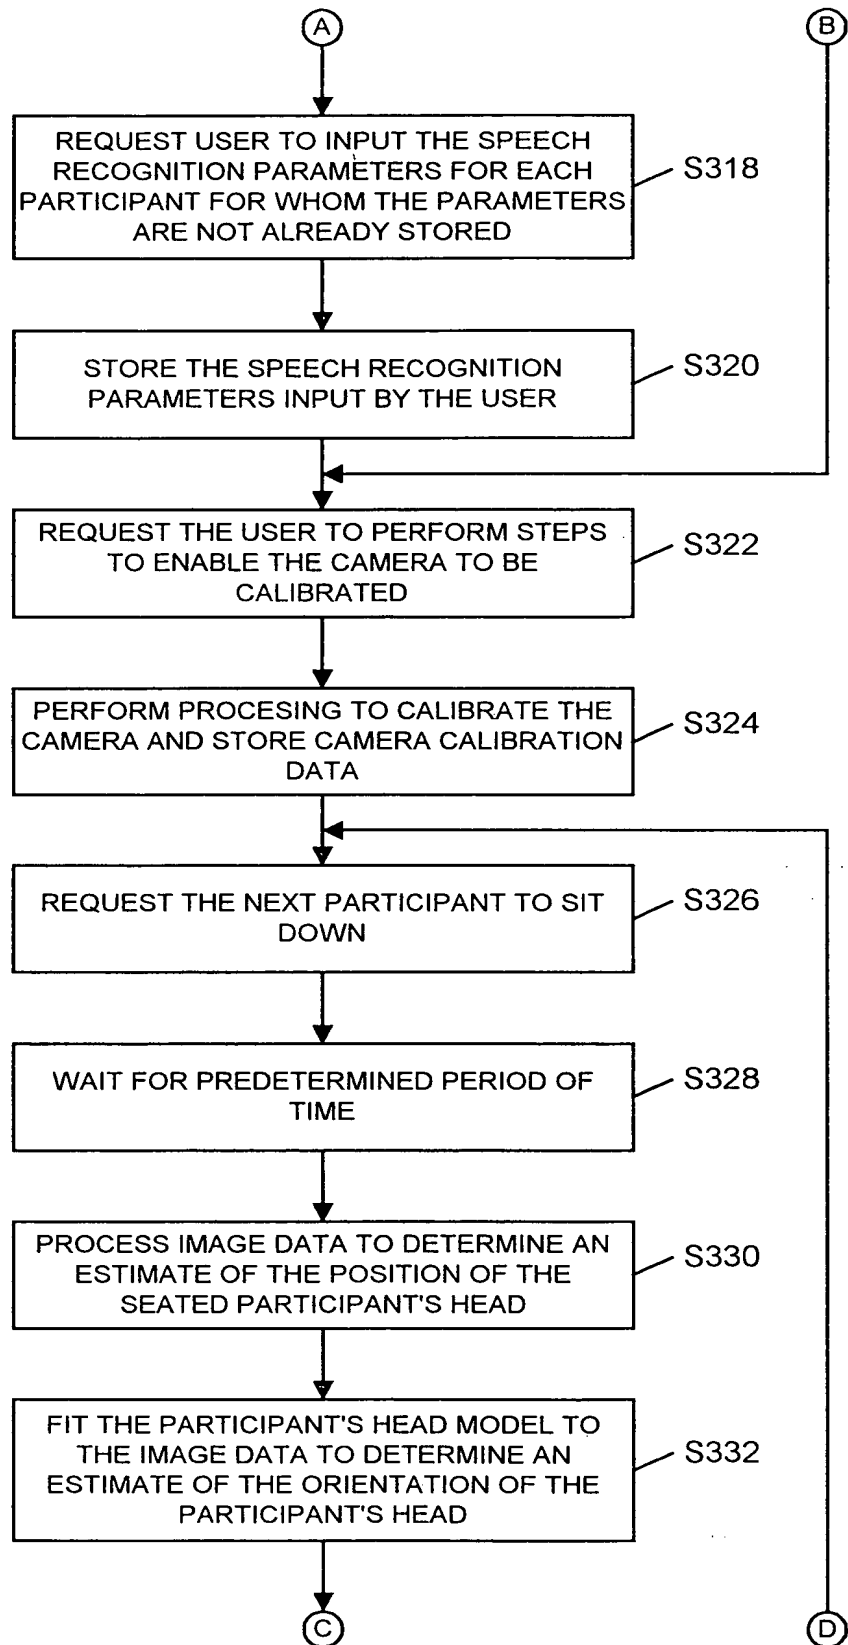 A
B
REQUEST USER TO INPUT THE SPEECH
RECOGNITION PARAMETERS FOR EACH
PARTICIPANT FOR WHOM THE PARAMETERS
ARE NOT ALREADY STORED
S318
STORE THE SPEECH RECOGNITION
PARAMETERS INPUT BY THE USER
S320
REQUEST THE USER TO PERFORM STEPS
TO ENABLE THE CAMERA TO BE
CALIBRATED
S322
PERFORM PROCESING TO CALIBRATE THE
CAMERA AND STORE CAMERA CALIBRATION
DATA
S324
REQUEST THE NEXT PARTICIPANT TO SIT
DOWN
S326
WAIT FOR PREDETERMINED PERIOD OF
TIME
S328
PROCESS IMAGE DATA TO DETERMINE AN
ESTIMATE OF THE POSITION OF THE
SEATED PARTICIPANT'S HEAD
S330
FIT THE PARTICIPANT'S HEAD MODEL TO
THE IMAGE DATA TO DETERMINE AN
ESTIMATE OF THE ORIENTATION OF THE
PARTICIPANT'S HEAD
S332
C
D